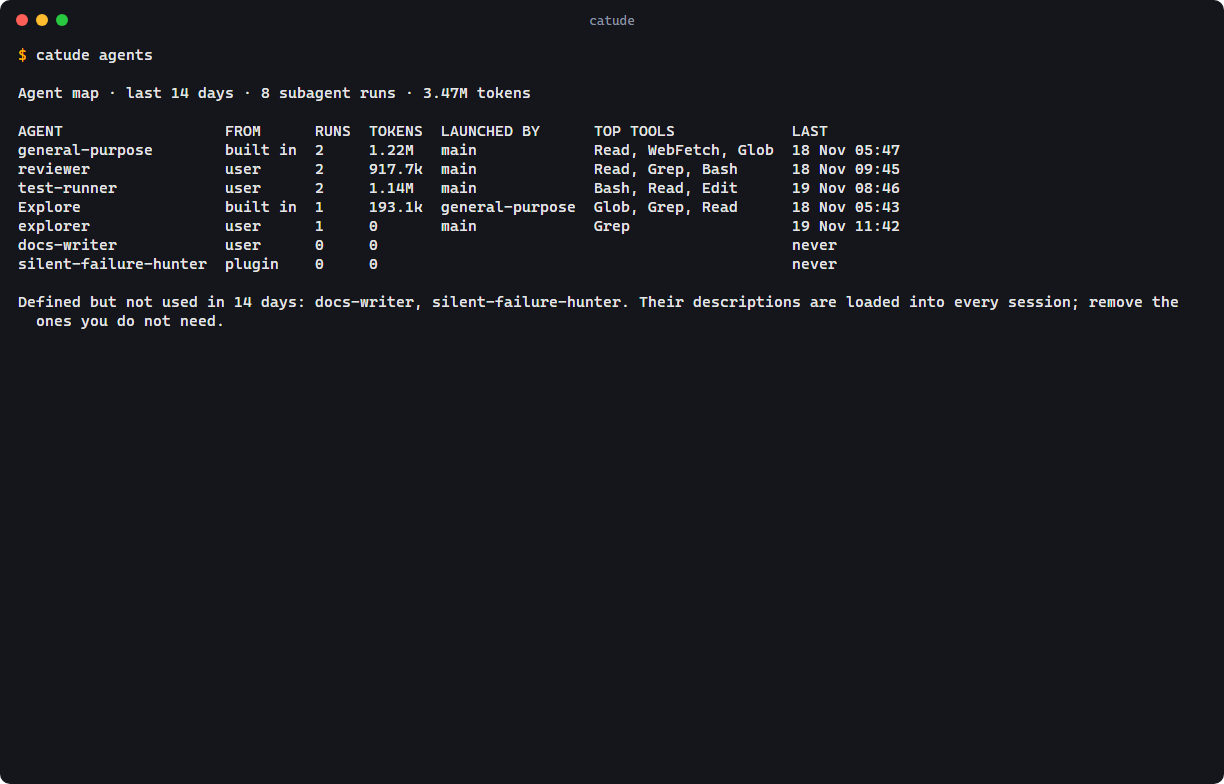 catude
$ catude agents
Agent map · last 14 days · 8 subagent runs · 3.47M tokens
AGENT FROM RUNS TOKENS LAUNCHED BY TOP TOOLS LAST
general-purpose built in 2 1.22M main Read, WebFetch, Glob 18 Nov 05:47
reviewer user 2 917.7k main Read, Grep, Bash 18 Nov 09:45
test-runner user 2 1.14M main Bash, Read, Edit 19 Nov 08:46
Explore built in 1 193.1k general-purpose Glob, Grep, Read 18 Nov 05:43
explorer user 1 0 main Grep 19 Nov 11:42
docs-writer user 0 0 never
silent-failure-hunter plugin 0 0 never
Defined but not used in 14 days: docs-writer, silent-failure-hunter. Their descriptions are loaded into every session; remove the
ones you do not need.